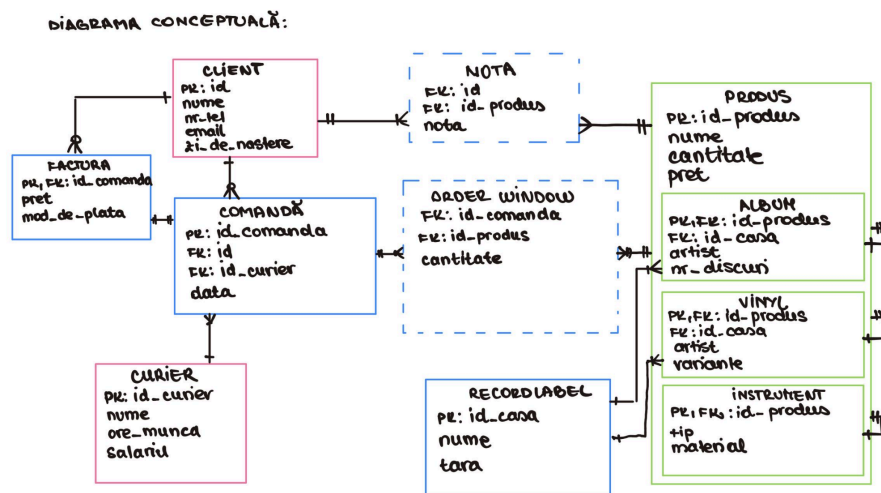 DIAGRAMA CONCEPTUALĂ:
CLIENT
PK: id
nume
nr_tel
email
zi_de_nastere
FACTURA
PK, FK: id_comanda
pret
mod_de_plata
COMANDĂ
PK: id_comanda
FK: id
FK: id_curier
data
CURIER
PK: id_curier
nume
ore_munca
salariu
NOTA
FK: id
FK: id_produs
nota
ORDER WINDOW
FK: id_comanda
FK: id_produs
cantitate
RECORDLABEL
PK: id_casa
nume
tara
PRODUS
PK: id_produs
nume
cantitate
pret
ALBUM
PK, FK: id_produs
FK: id_casa
artist
nr_discuri
VINYL
PK, FK: id_produs
FK: id_casa
artist
variante
INSTRUMENT
PK, FK: id_produs
tip
material